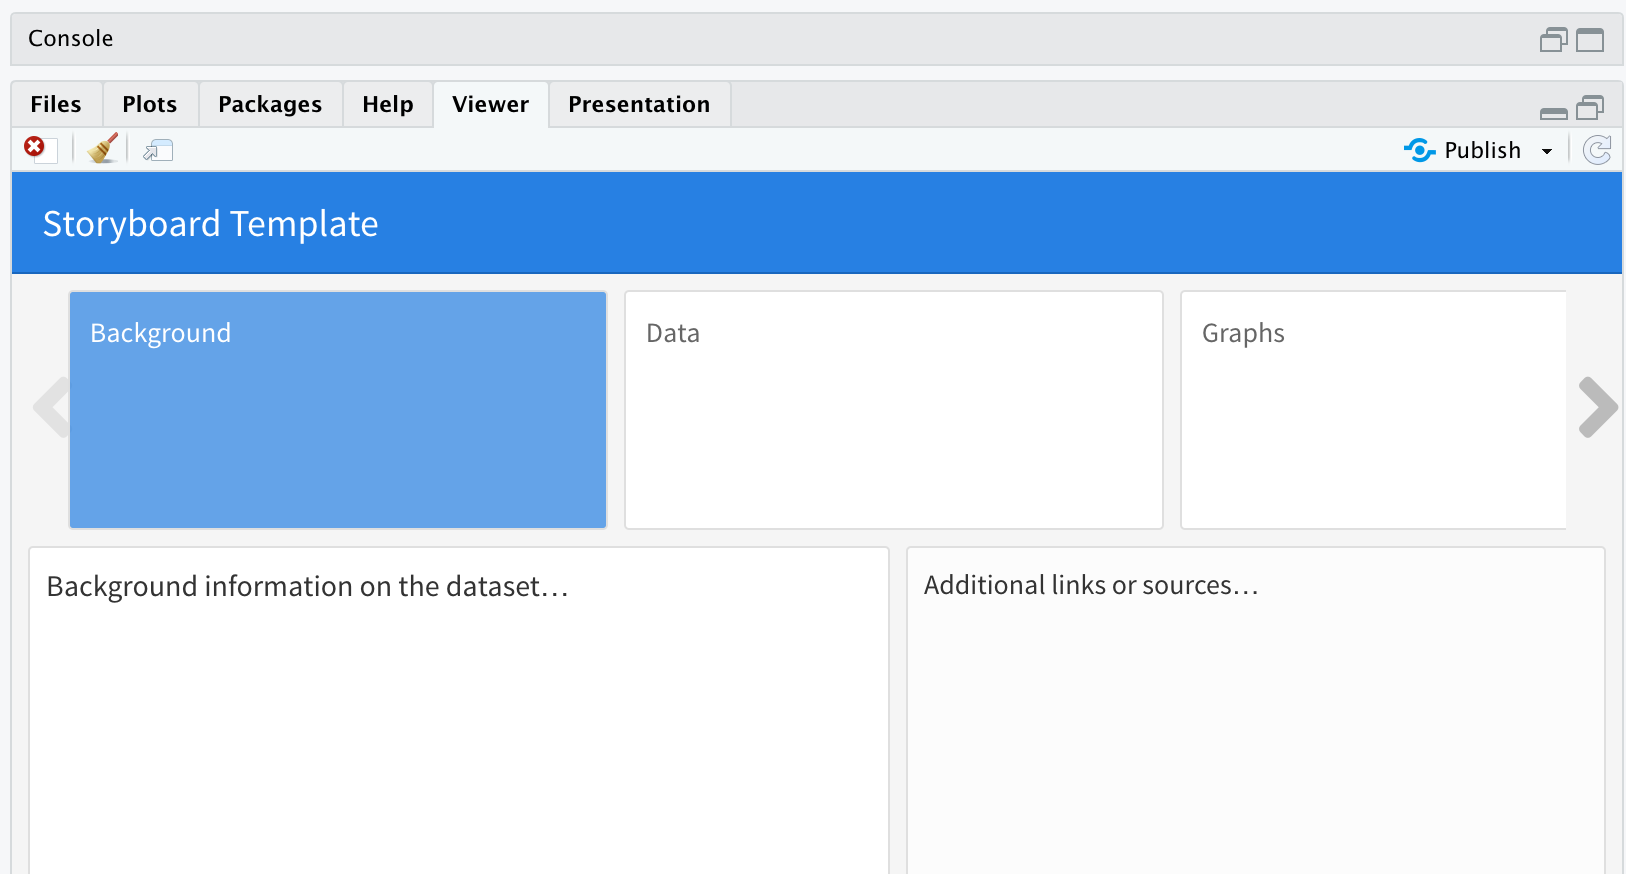 Console
Files Plots Packages Help Viewer Presentation
Publish
Storyboard Template
Background Data Graphs
Background information on the dataset…
Additional links or sources…